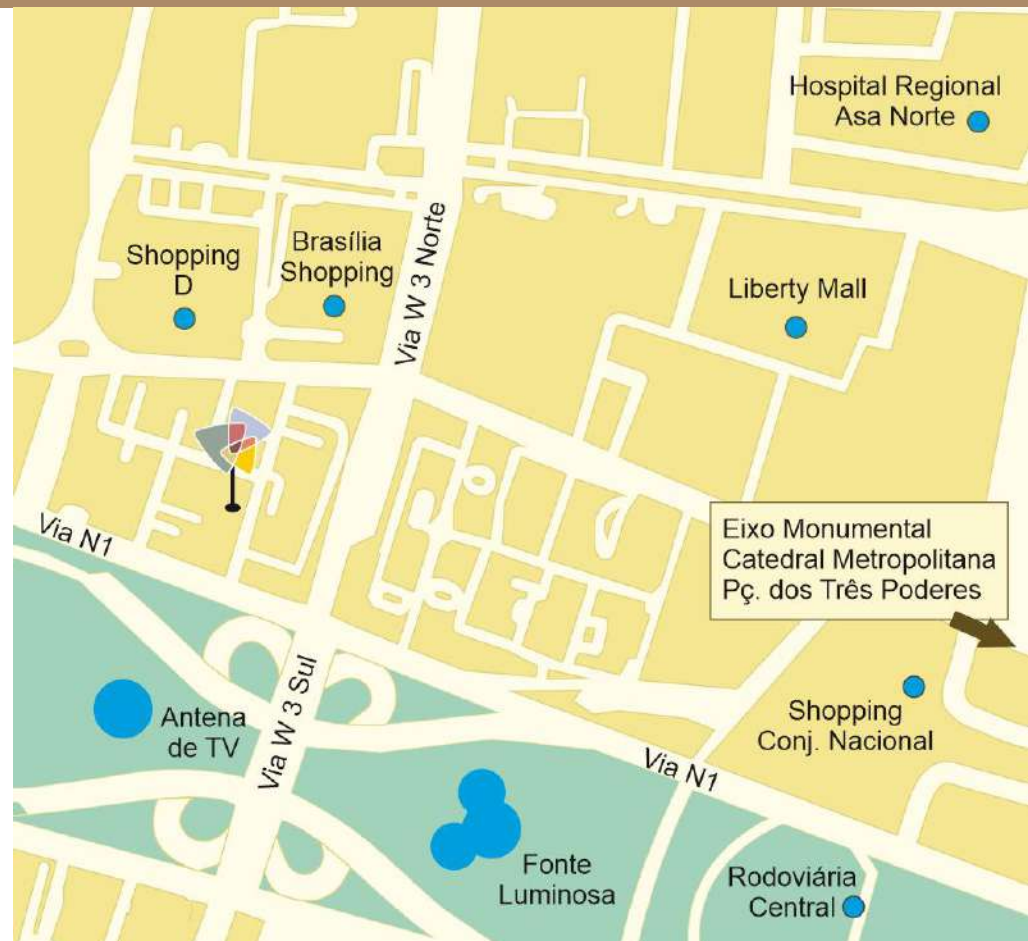 Hospital Regional
Asa Norte
Brasília
Shopping
Shopping
D
Via W 3 Norte
Liberty Mall
Via N1
Eixo Monumental
Catedral Metropolitana
Pç. dos Três Poderes
Via W 3 Sul
Antena
de TV
Shopping
Conj. Nacional
Via N1
Fonte
Luminosa
Rodoviária
Central